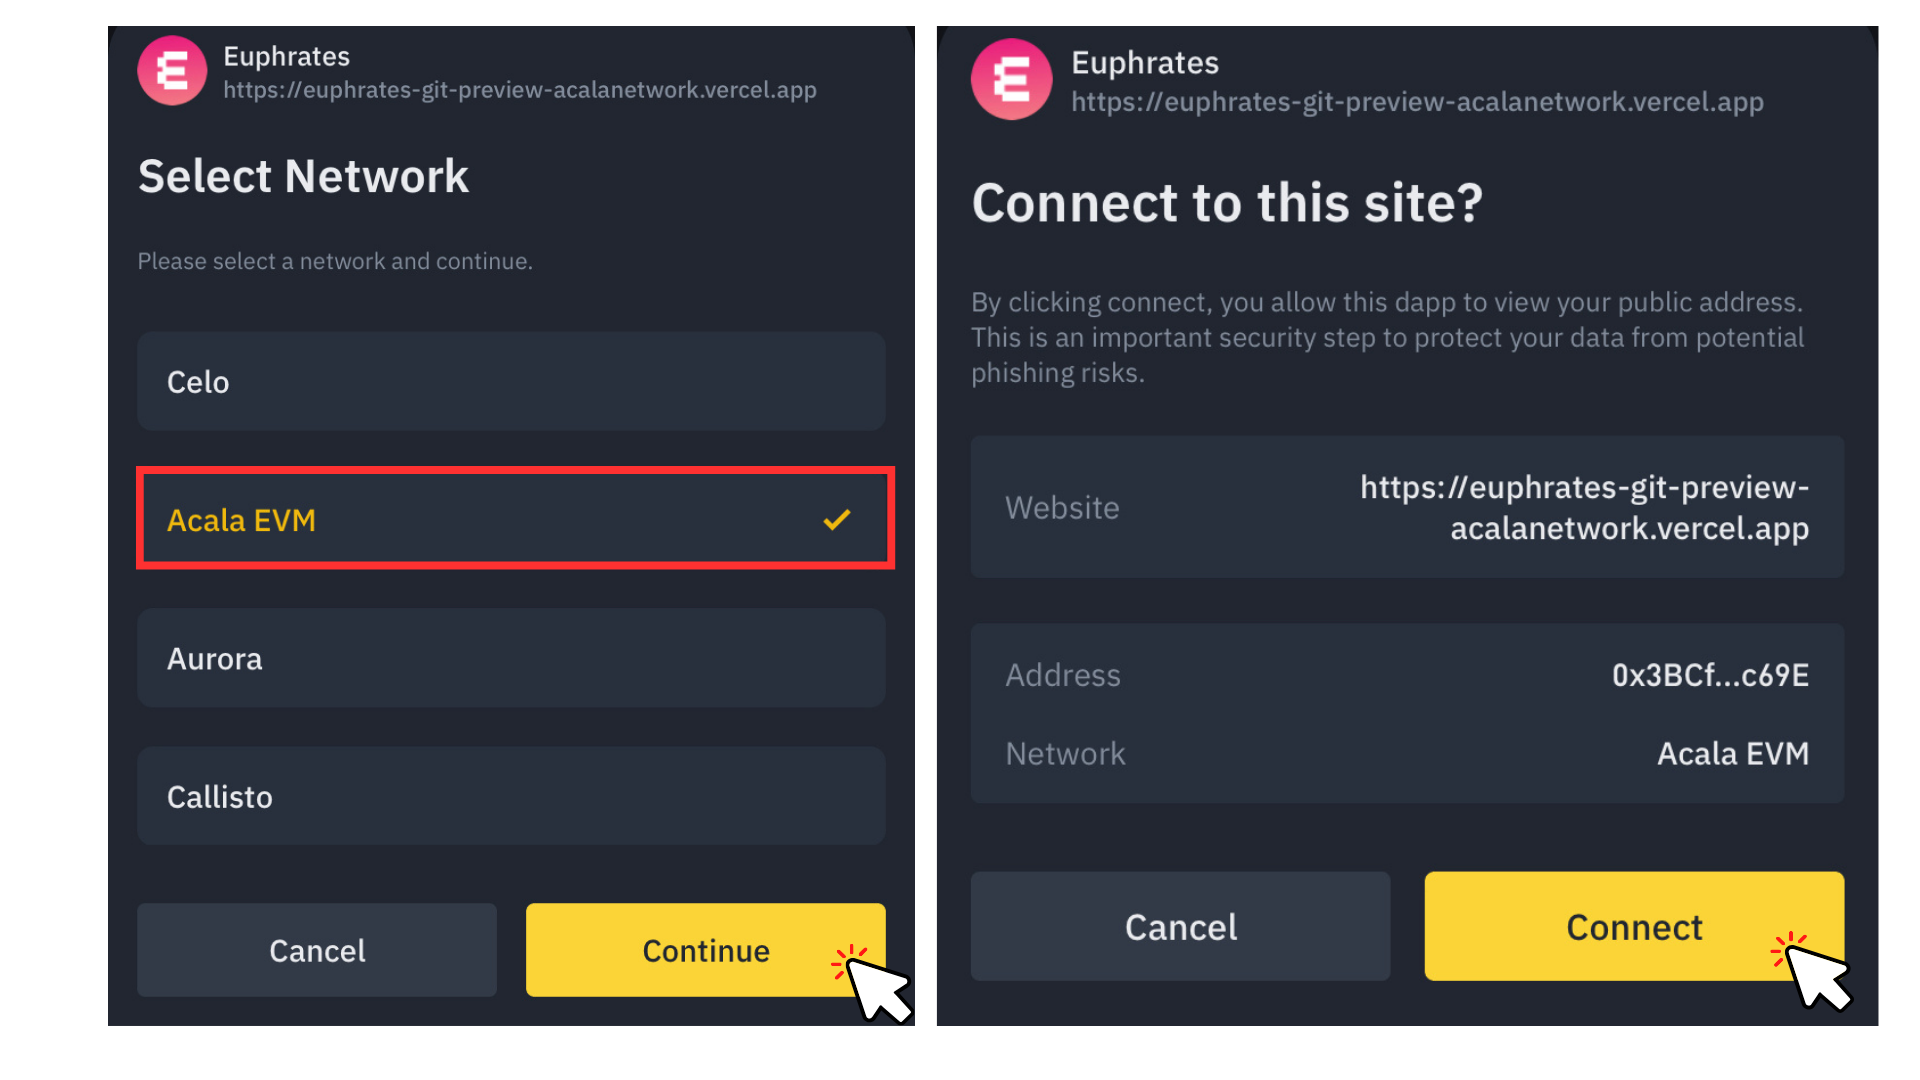 Euphrates
https://euphrates-git-preview-acalanetwork.vercel.app
Select Network
Please select a network and continue.
Celo
Acala EVM
Aurora
Callisto
Cancel
Continue
Euphrates
https://euphrates-git-preview-acalanetwork.vercel.app
Connect to this site?
By clicking connect, you allow this dapp to view your public address.
This is an important security step to protect your data from potential
phishing risks.
Website
https://euphrates-git-preview-
acalanetwork.vercel.app
Address
0x3BCf...c69E
Network
Acala EVM
Cancel
Connect